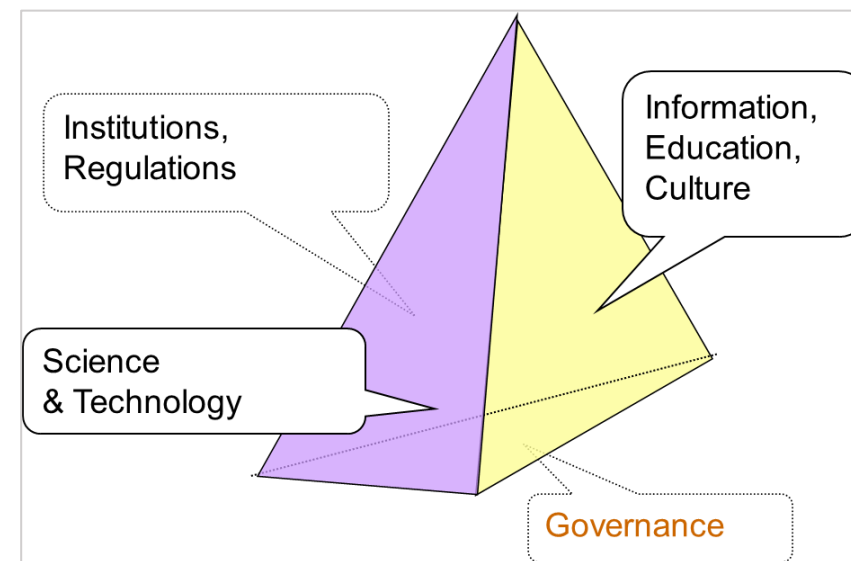 Institutions,
Regulations
Information,
Education,
Culture
Science
& Technology
Governance